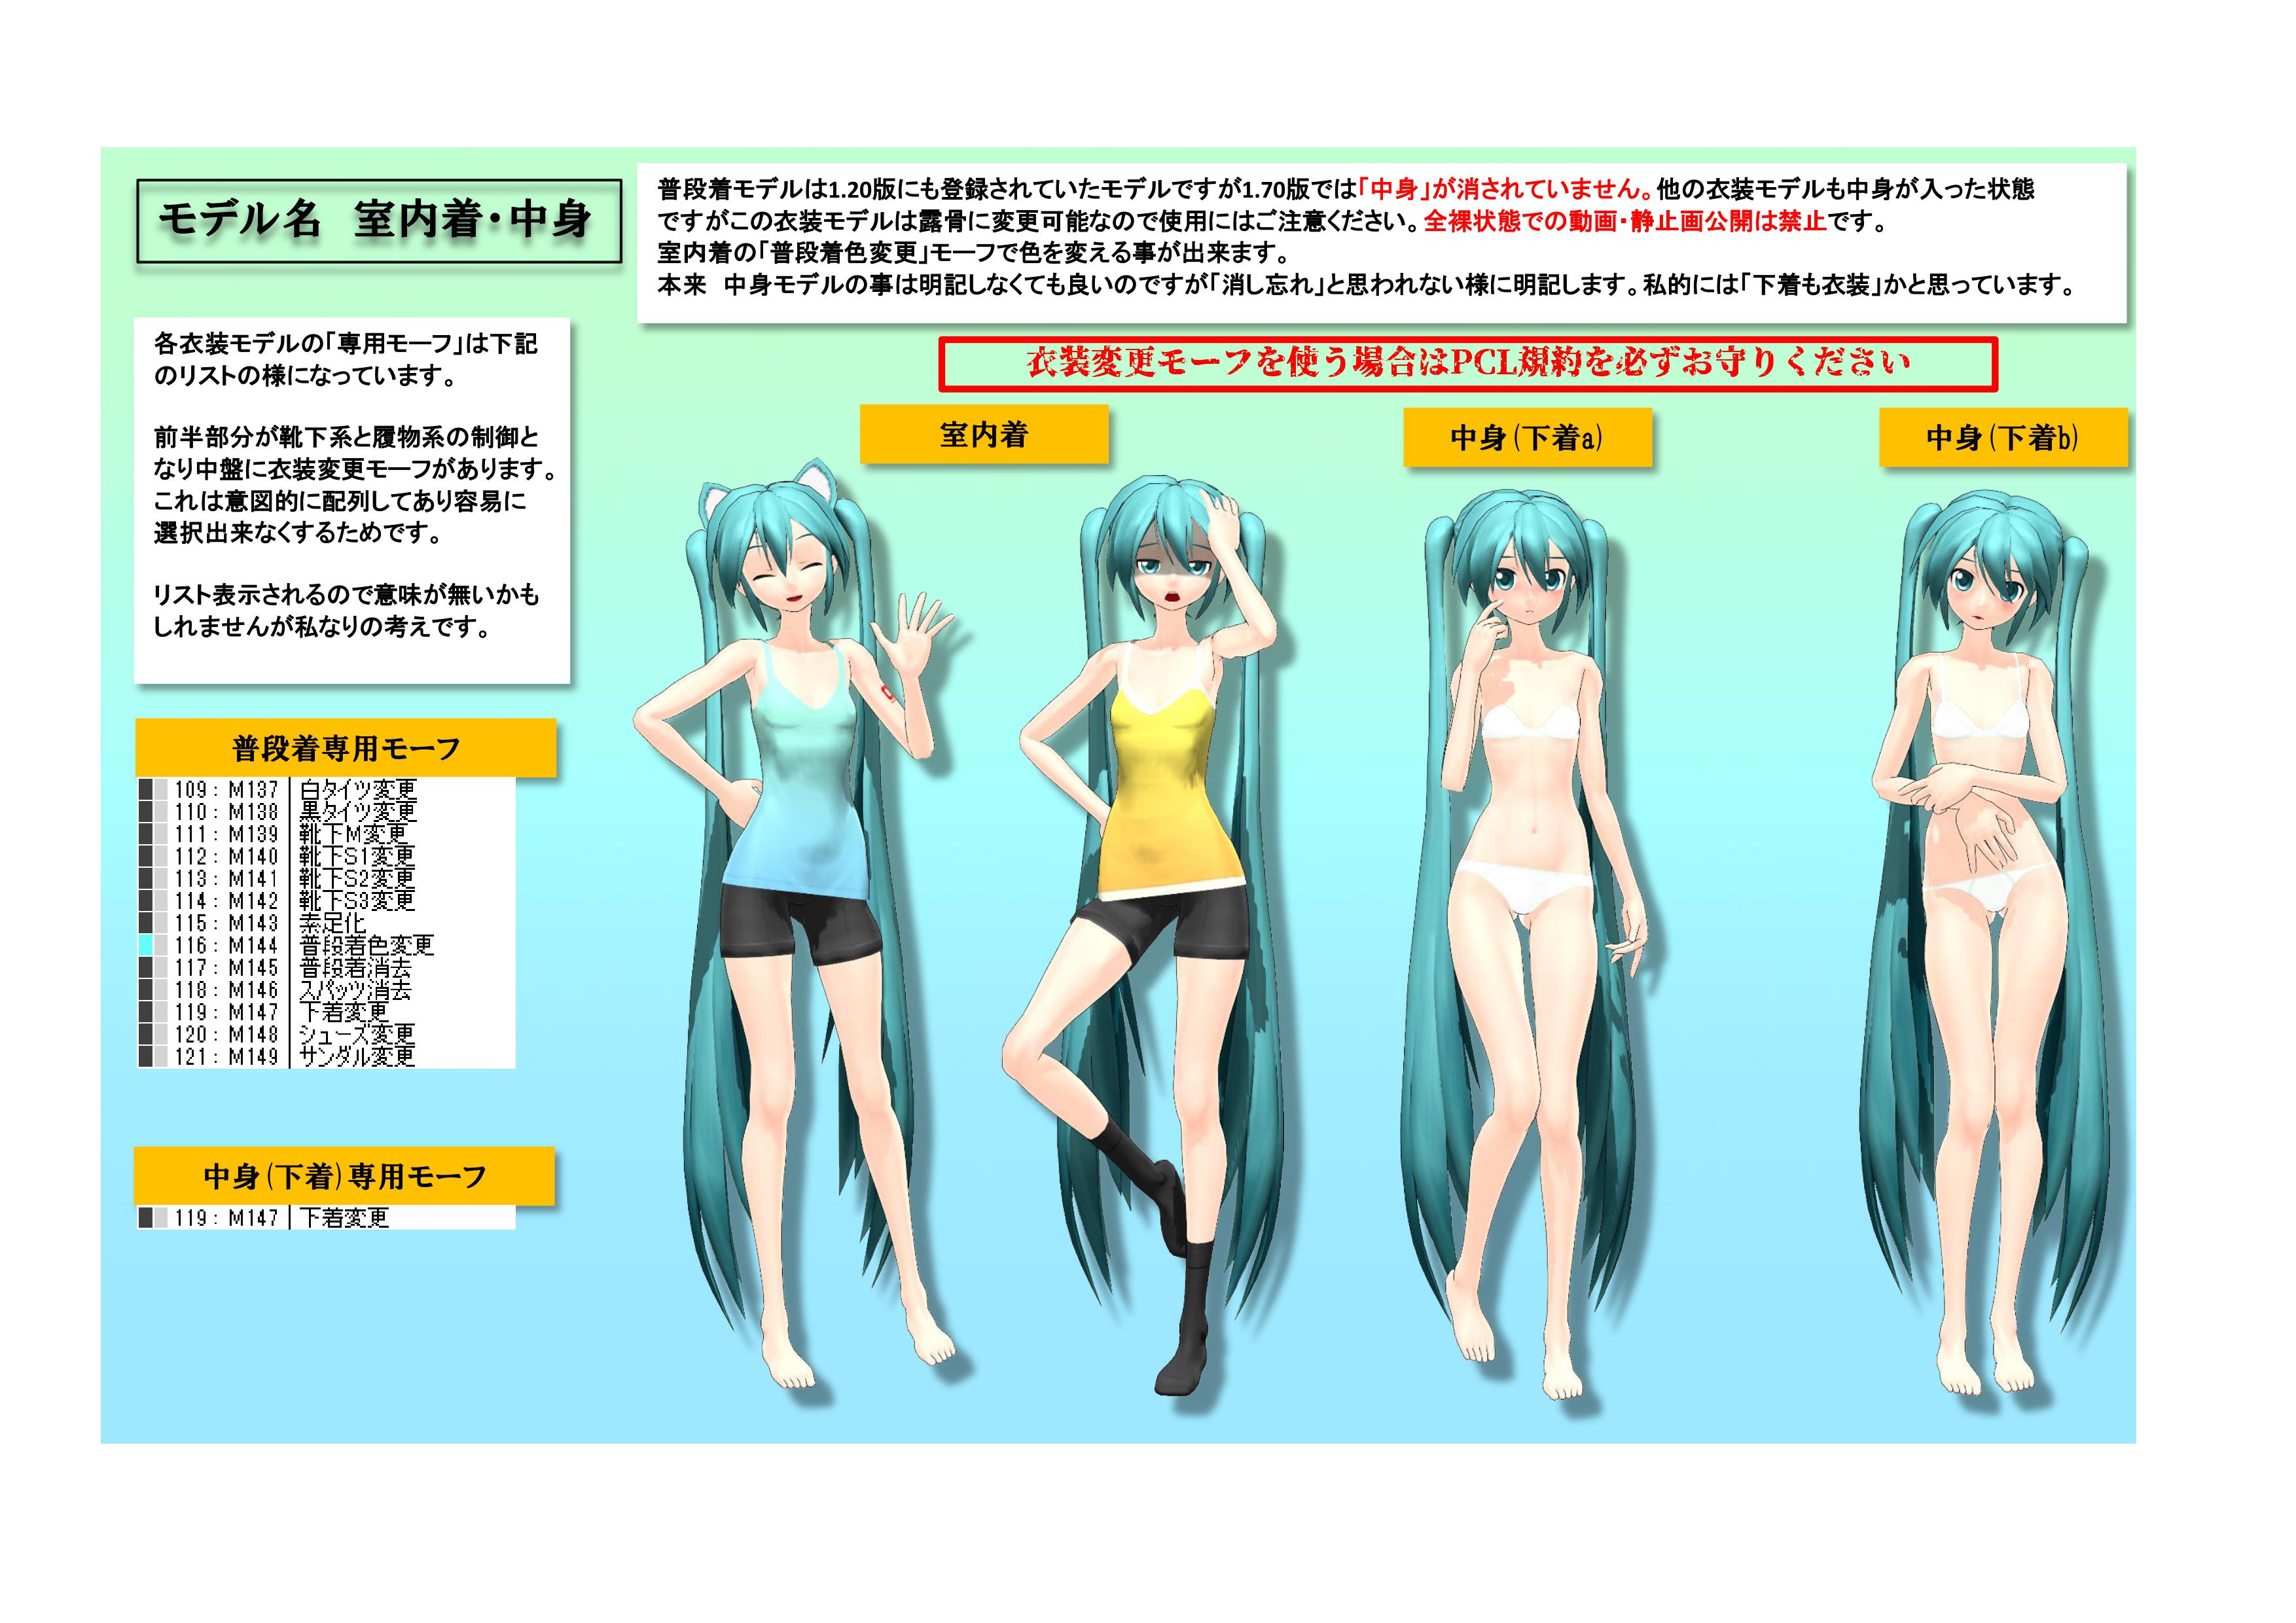 モデル名　室内着・中身
普段着モデルは1.20版にも登録されていたモデルですが1.70版では「中身」が消されていません。他の衣装モデルも中身が入った状態
ですがこの衣装モデルは露骨に変更可能なので使用にはご注意ください。全裸状態での動画・静止画公開は禁止です。
室内着の「普段着色変更」モーフで色を変える事が出来ます。
本来　中身モデルの事は明記しなくても良いのですが「消し忘れ」と思われない様に明記します。私的には「下着も衣装」かと思っています。
衣装変更モーフを使う場合はPCL規約を必ずお守りください
各衣装モデルの「専用モーフ」は下記
のリストの様になっています。
前半部分が靴下系と履物系の制御と
なり中盤に衣装変更モーフがあります。
これは意図的に配列してあり容易に
選択出来なくするためです。
リスト表示されるので意味が無いかも
しれませんが私なりの考えです。
室内着
中身(下着a)
中身(下着b)
普段着専用モーフ
109: M137 白タイツ変更
110: M138 黒タイツ変更
111: M139 靴下M変更
112: M140 靴下S1変更
113: M141 靴下S2変更
114: M142 靴下S3変更
115: M143 素足化
116: M144 普段着色変更
117: M145 普段着消去
118: M146 スパッツ消去
119: M147 下着変更
120: M148 シューズ変更
121: M149 サンダル変更
中身(下着)専用モーフ
119: M147 下着変更